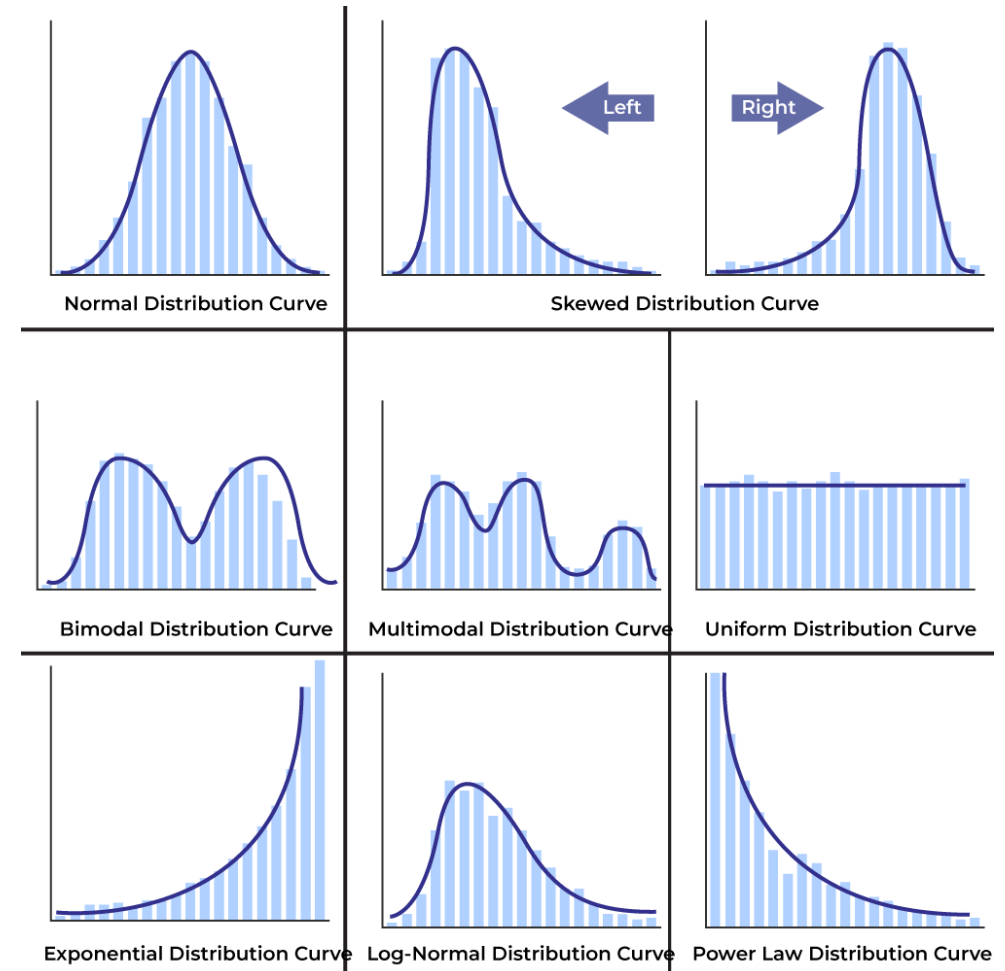 Left
Right
Normal Distribution Curve
Skewed Distribution Curve
Bimodal Distribution Curve
Multimodal Distribution Curve
Uniform Distribution Curve
Exponential Distribution Curve
Log-Normal Distribution Curve
Power Law Distribution Curve